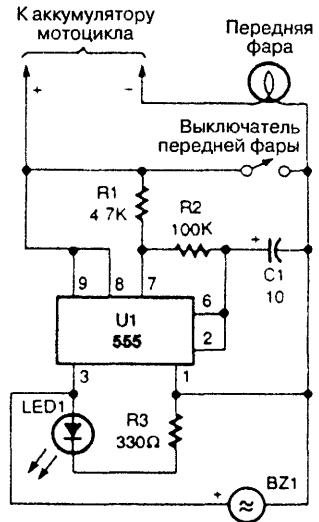 К аккумулятору
мотоцикла
Передняя
фара
+
−
Выключатель
передней фары
R1
4 7K
R2
100K
+
C1
10
9
8
7
6
2
U1
555
3
1
LED1
R3
330Ω
+
BZ1